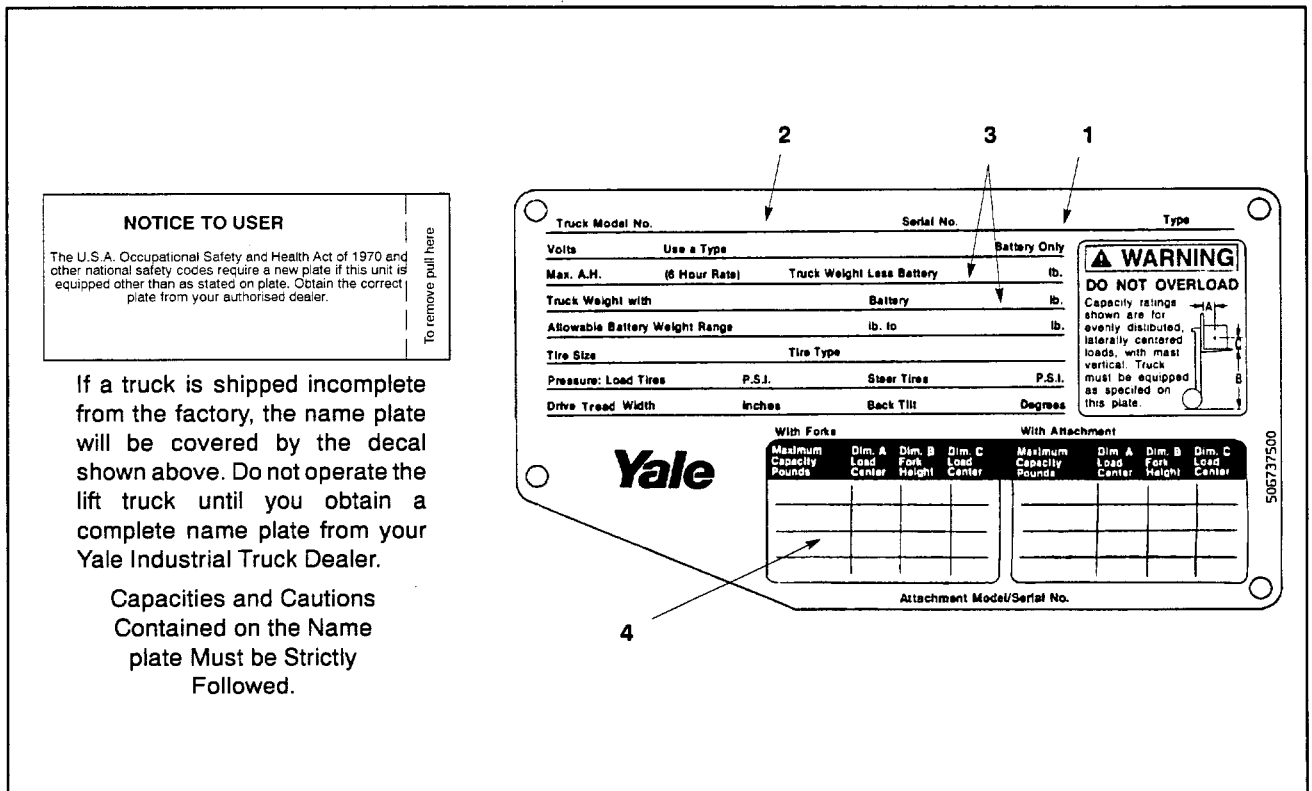 2
3
1
NOTICE TO USER
The U.S.A. Occupational Safety and Health Act of 1970 and
other national safety codes require a new plate if this unit is
equipped other than as stated on plate. Obtain the correct
plate from your authorised dealer.
To remove pull here
If a truck is shipped incomplete
from the factory, the name plate
will be covered by the decal
shown above. Do not operate the
lift truck until you obtain a
complete name plate from your
Yale Industrial Truck Dealer.
Capacities and Cautions
Contained on the Name
plate Must be Strictly
Followed.
Truck Model No. Serial No. Type
Volts Use a Type Battery Only
Max. A.H. (6 Hour Rate) Truck Weight Less Battery lb.
Truck Weight with Battery lb.
Allowable Battery Weight Range lb. to lb.
Tire Size Tire Type
Pressure: Load Tires P.S.I. Steer Tires P.S.I.
Drive Tread Width Inches Back Tilt Degrees
WARNING
DO NOT OVERLOAD
Capacity ratings
shown are for
evenly distibuted,
laterally centered
loads, with mast
vertical. Truck
must be equipped
as specifed on
this plate.
A
C
B
Yale
With Forks
Maximum Capacity Pounds
Dim. A Load Center
Dim. B Fork Height
Dim. C Load Center
With Attachment
Maximum Capacity Pounds
Dim A Load Center
Dim. B Fork Height
Dim. C Load Center
506737500
Attachment Model/Serial No.
4